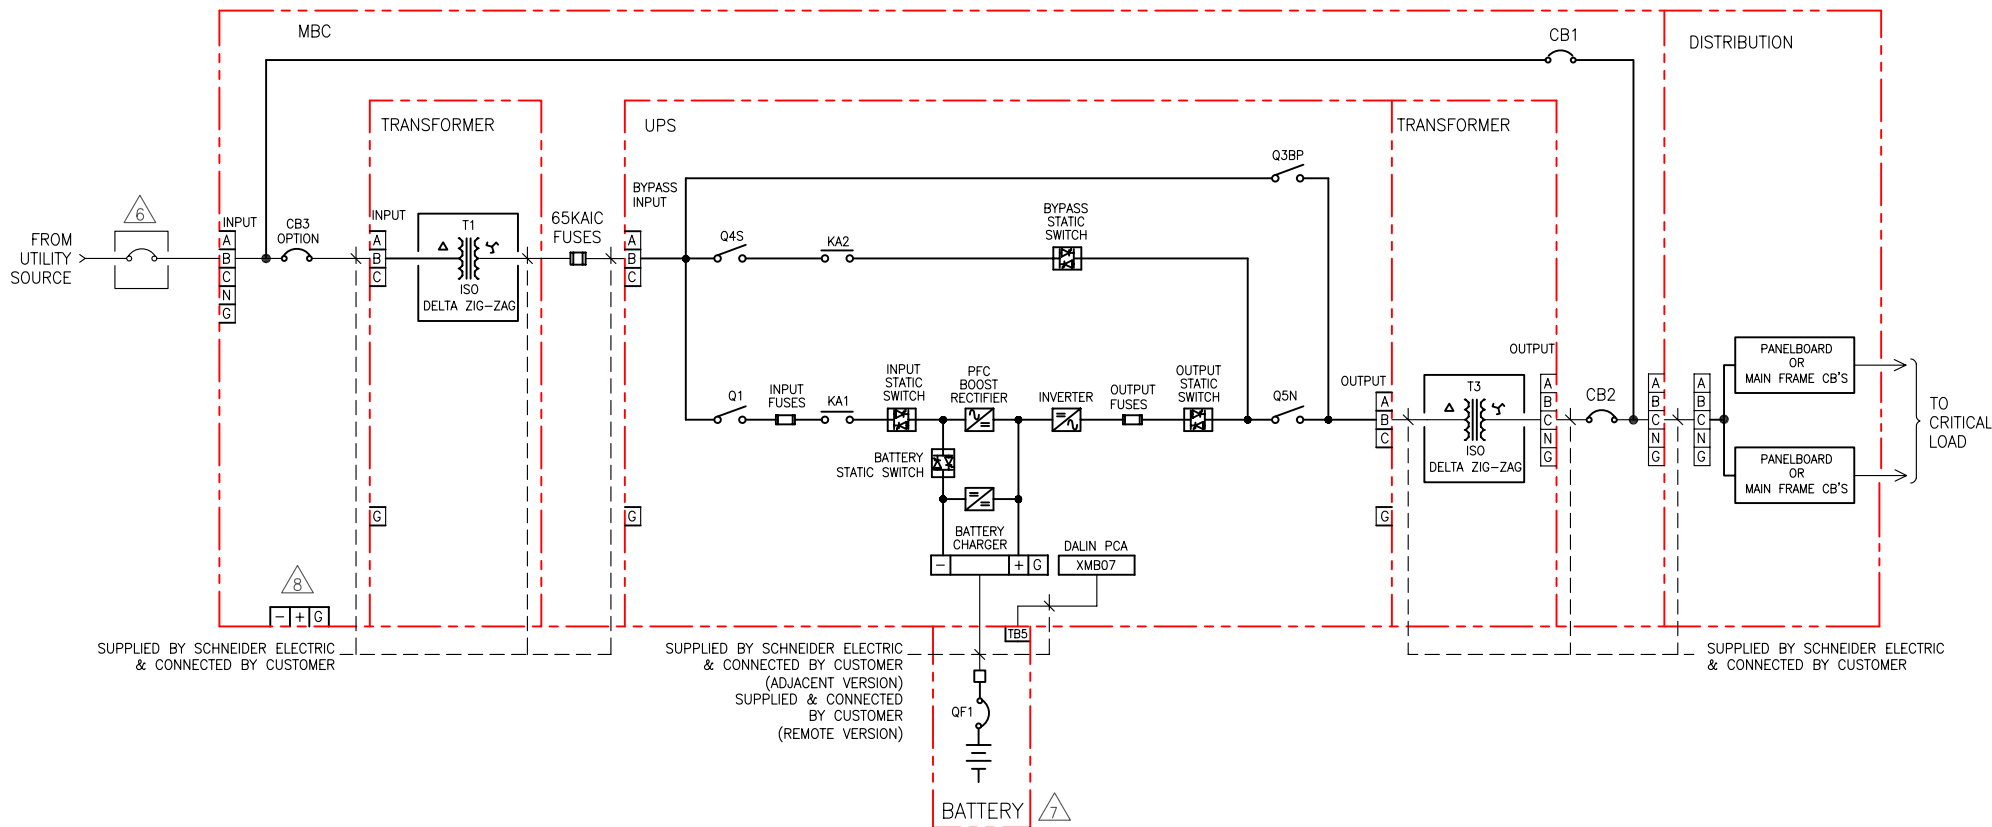 MBC
CB1
DISTRIBUTION
TRANSFORMER
UPS
TRANSFORMER
Q3BP
BYPASS
INPUT
6
INPUT
CB3
OPTION
INPUT
T1
65KAIC
FUSES
Q4S
KA2
BYPASS
STATIC
SWITCH
FROM
UTILITY
SOURCE
A
B
C
N
G
A
B
C
ISO
DELTA ZIG-ZAG
A
B
C
Q1
INPUT
FUSES
KA1
INPUT
STATIC
SWITCH
PFC
BOOST
RECTIFIER
INVERTER
OUTPUT
FUSES
OUTPUT
STATIC
SWITCH
Q5N
OUTPUT
A
B
C
T3
ISO
DELTA ZIG-ZAG
OUTPUT
A
B
C
N
G
CB2
A
B
C
N
G
A
B
C
N
G
PANELBOARD
OR
MAIN FRAME CB'S
PANELBOARD
OR
MAIN FRAME CB'S
TO
CRITICAL
LOAD
BATTERY
STATIC SWITCH
G
G
G
BATTERY
CHARGER
- + G
DALIN PCA
XMB07
8
- + G
TB5
SUPPLIED BY SCHNEIDER ELECTRIC
& CONNECTED BY CUSTOMER
SUPPLIED BY SCHNEIDER ELECTRIC
& CONNECTED BY CUSTOMER
(ADJACENT VERSION)
SUPPLIED & CONNECTED
BY CUSTOMER
(REMOTE VERSION)
SUPPLIED BY SCHNEIDER ELECTRIC
& CONNECTED BY CUSTOMER
QF1
BATTERY
7